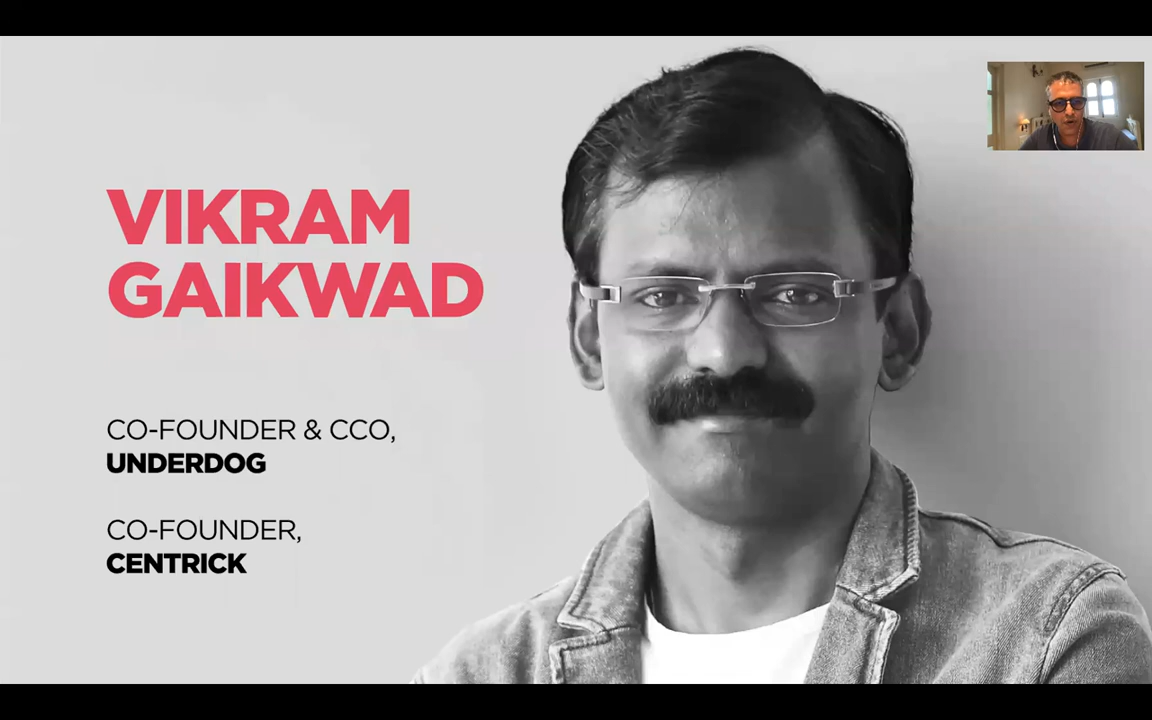 VIKRAM
GAIKWAD
CO-FOUNDER & CCO,
UNDERDOG
CO-FOUNDER,
CENTRICK